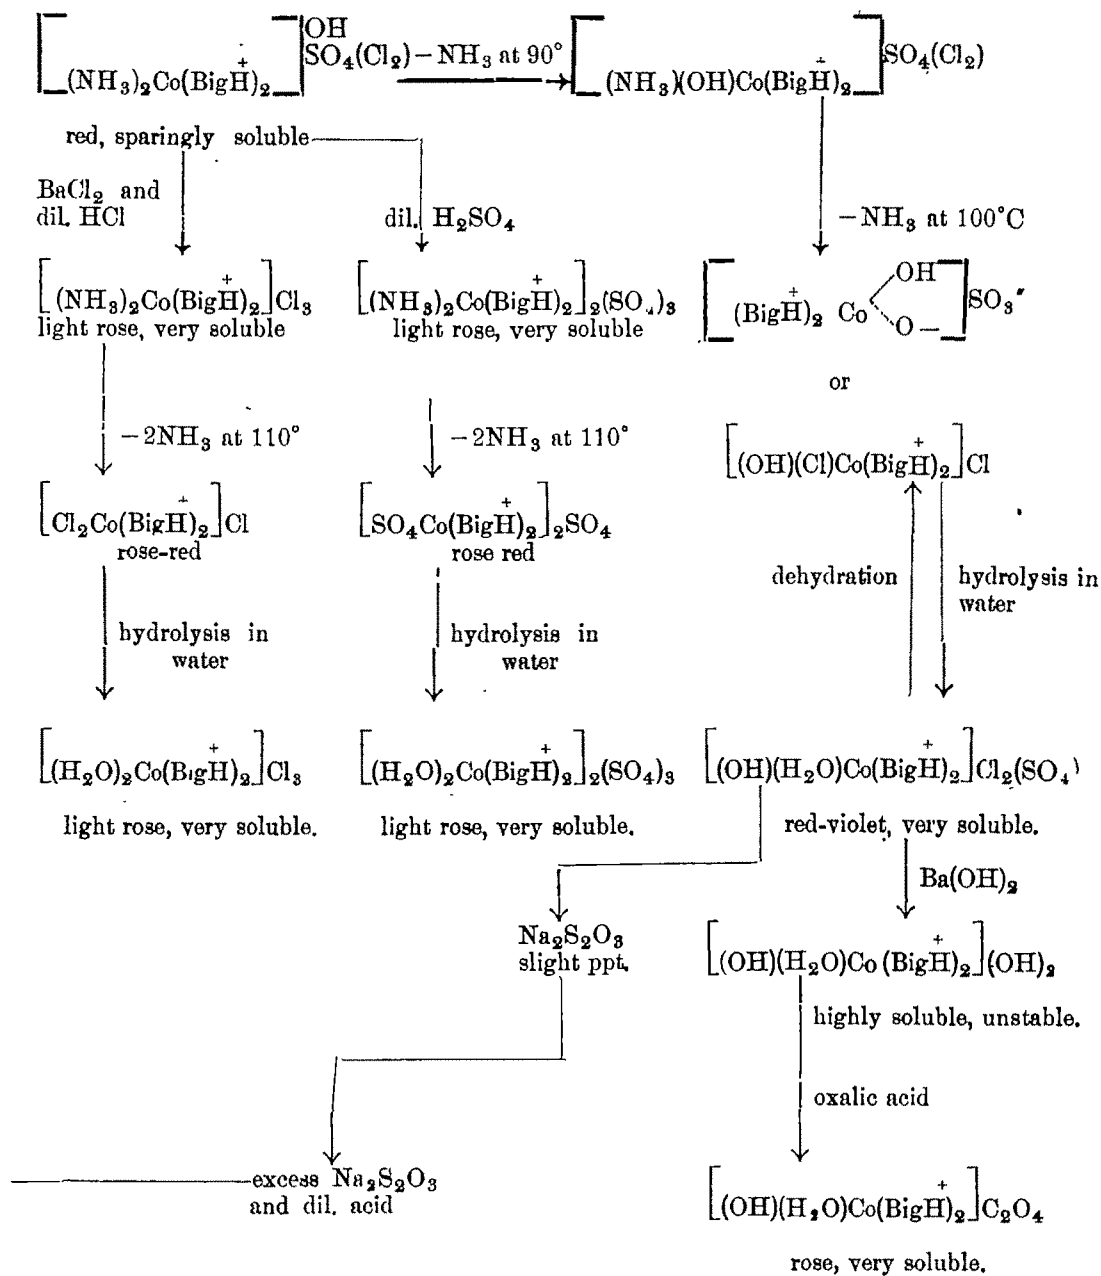 [(NH₃)₂Co(BigH⁺)₂] OH SO₄(Cl₂) −NH₃ at 90° [(NH₃)(OH)Co(BigH⁺)₂]SO₄(Cl₂)
red, sparingly soluble
BaCl₂ and
dil. HCl
dil. H₂SO₄
−NH₃ at 100°C
[(NH₃)₂Co(BigH⁺)₂]Cl₃
light rose, very soluble
[(NH₃)₂Co(BigH⁺)₂]₂(SO₄)₃
light rose, very soluble
[(BigH⁺)₂ Co OH O—]SO₃″
or
−2NH₃ at 110°
−2NH₃ at 110°
[(OH)(Cl)Co(BigH⁺)₂]Cl
[Cl₂Co(BigH⁺)₂]Cl
rose-red
[SO₄Co(BigH⁺)₂]₂SO₄
rose red
dehydration
hydrolysis in
water
hydrolysis in
water
hydrolysis in
water
[(H₂O)₂Co(BigH⁺)₂]Cl₃
[(H₂O)₂Co(BigH⁺)₂]₂(SO₄)₃
[(OH)(H₂O)Co(BigH⁺)₂]Cl₂(SO₄)
light rose, very soluble.
light rose, very soluble.
red-violet, very soluble.
Ba(OH)₂
Na₂S₂O₃
slight ppt.
[(OH)(H₂O)Co(BigH⁺)₂](OH)₂
highly soluble, unstable.
oxalic acid
excess Na₂S₂O₃
and dil. acid
[(OH)(H₂O)Co(BigH⁺)₂]C₂O₄
rose, very soluble.